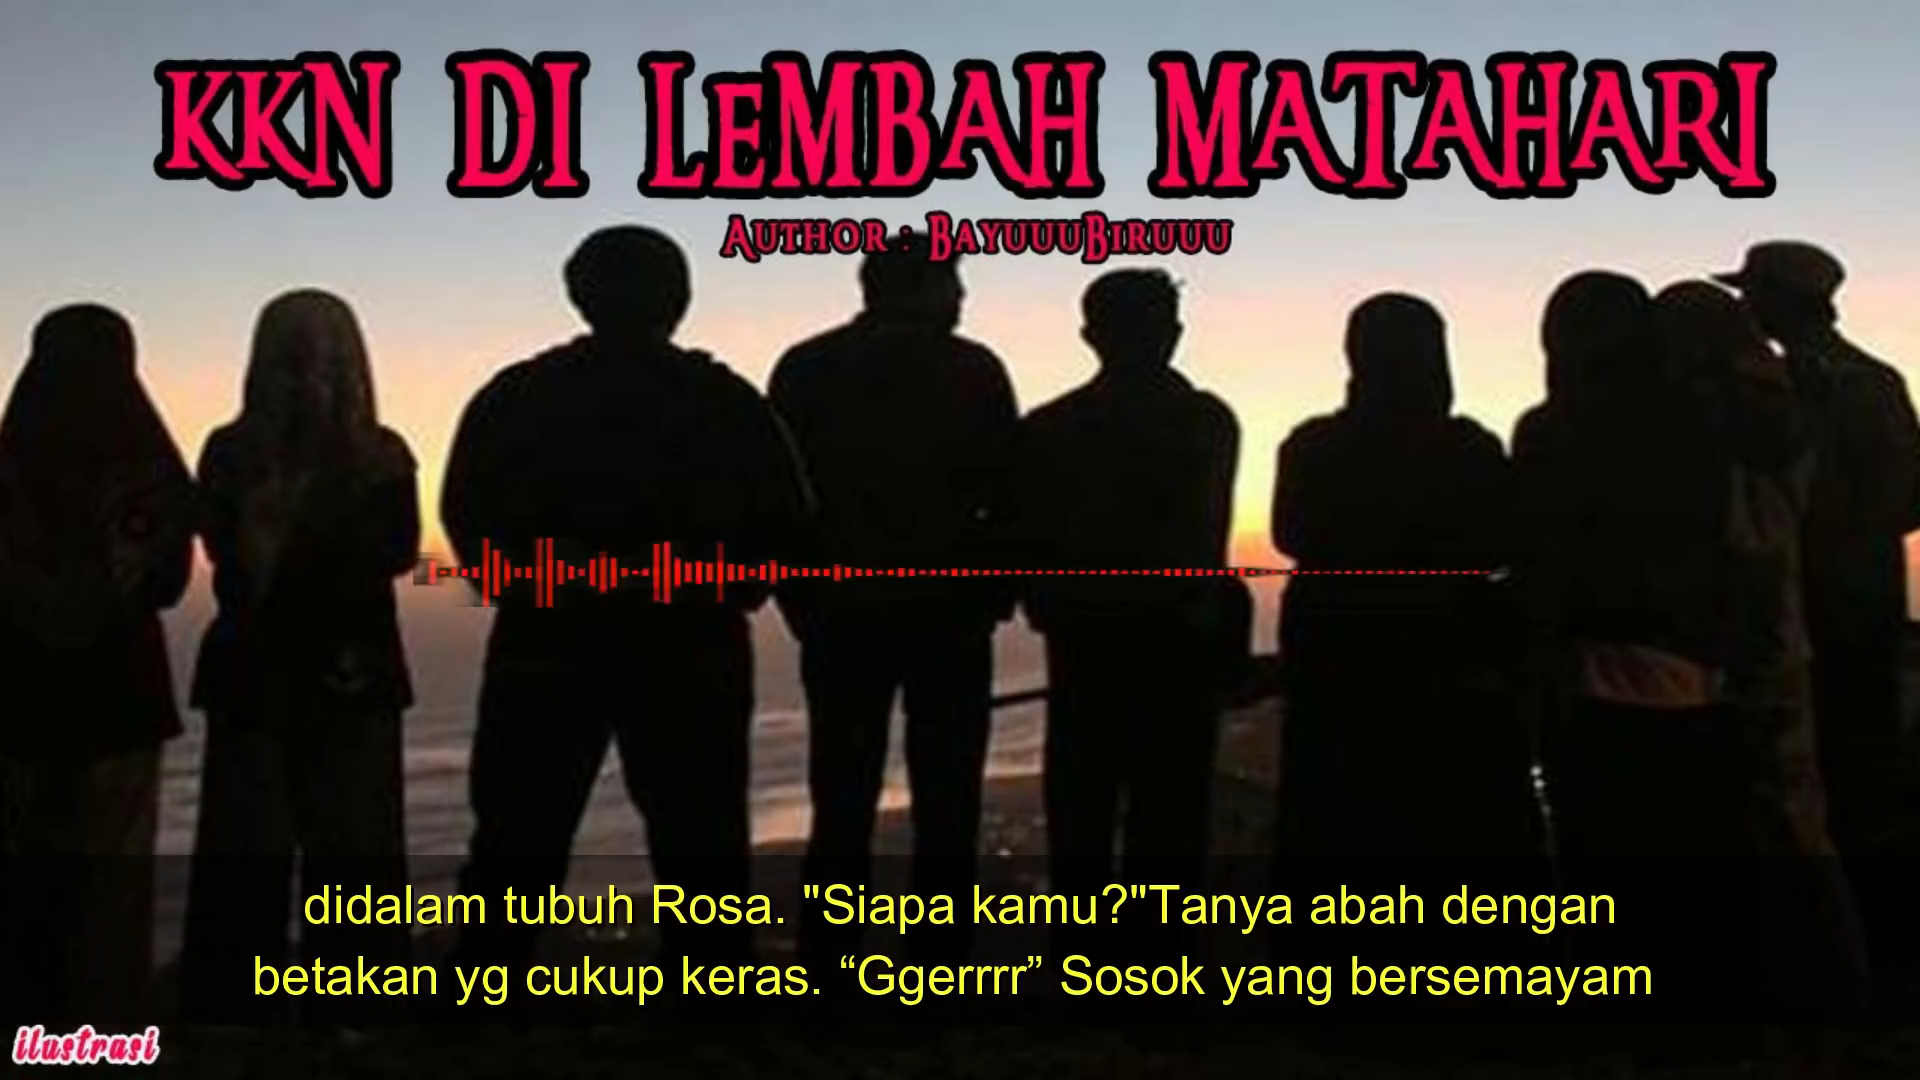 KKN DI LEMBAH MATAHARI
AUTHOR : BAYUUUBIRUUU
didalam tubuh Rosa. "Siapa kamu?"Tanya abah dengan
betakan yg cukup keras. “Ggerrrr” Sosok yang bersemayam
ilustrasi